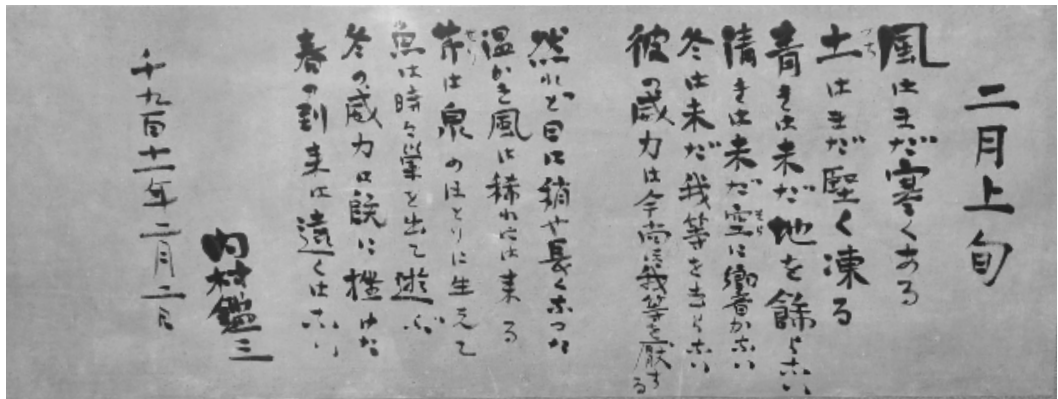 二月上旬
風はまだ寒くある
土はまだ堅く凍る
青きは未だ地を飾らない
清きは未だ空に響かない
冬は未だ我等を去らない
彼の威力は今尚ほ我等を圧する
然れど日は稍や長くなつた
温かき風は稀には来る
芹は泉のほとりに生えて
魚は時々巣を出て遊ぶ
冬の威力は既に挫けた
春の到来は遠くはない
内村鑑三
千九百十一年二月二日